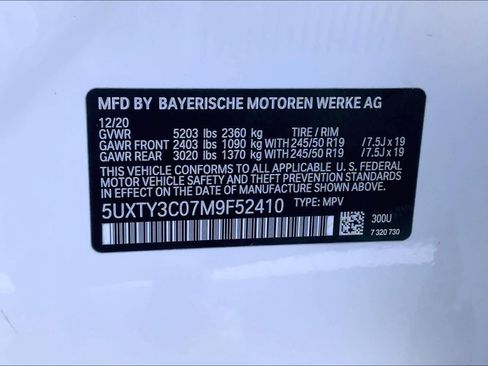 MFD BY BAYERISCHE MOTOREN WERKE AG
12/20
GVWR 5203 lbs 2360 kg TIRE / RIM
GAWR FRONT 2403 lbs 1090 kg WITH 245/50 R19 / 7.5J x 19
GAWR REAR 3020 lbs 1370 kg WITH 245/50 R19 / 7.5J x 19
THIS VEHICLE CONFORMS TO ALL APPLICABLE U. S. FEDERAL
MOTOR VEHICLE SAFETY AND THEFT PREVENTION STANDARDS
IN EFFECT ON THE DATE OF MANUFACTURE SHOWN ABOVE.
5UXTY3C07M9F52410 TYPE: MPV
300U
7 320 730